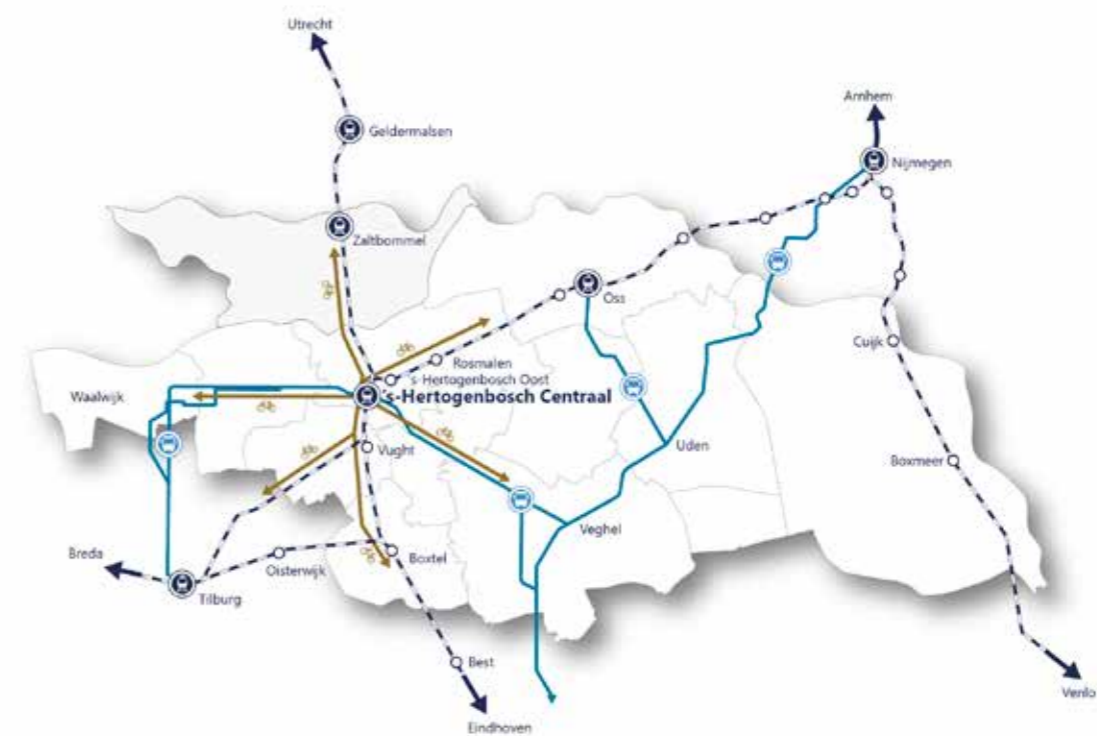 Utrecht
Geldermalsen
Arnhem
Nijmegen
Zaltbommel
Oss
Cuijk
Rosmalen
's-Hertogenbosch Oost
's-Hertogenbosch Centraal
Waalwijk
Vught
Uden
Boxmeer
Veghel
Breda
Oisterwijk
Boxtel
Tilburg
Best
Venlo
Eindhoven